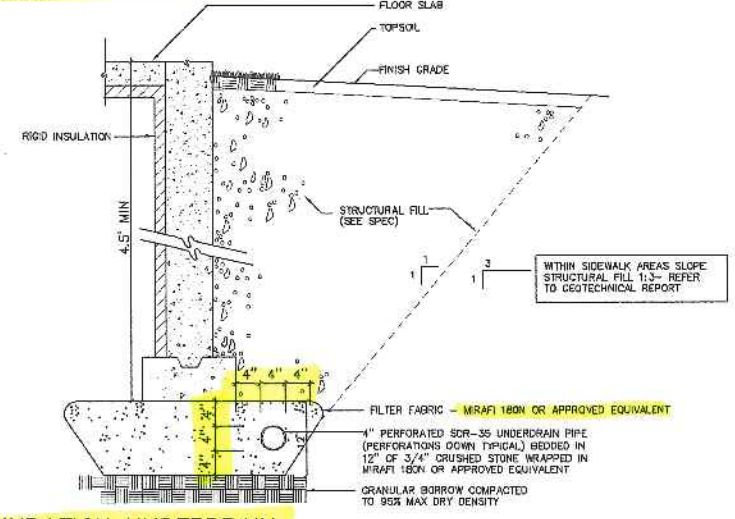 FLOOR SLAB
TOPSOIL
FINISH GRADE
RIGID INSULATION
STRUCTURAL FILL
(SEE SPEC)
4.5' MIN
1
1
3
1
WITHIN SIDEWALK AREAS SLOPE
STRUCTURAL FILL 1:3- REFER
TO GEOTECHNICAL REPORT
4" 4" 4"
4"
4"
4"
12"
FILTER FABRIC - MIRAFI 180N OR APPROVED EQUIVALENT
4" PERFORATED SDR-35 UNDERDRAIN PIPE
(PERFORATIONS DOWN TYPICAL) BEDDED IN
12" OF 3/4" CRUSHED STONE WRAPPED IN
MIRAFI 180N OR APPROVED EQUIVALENT
GRANULAR BORROW COMPACTED
TO 95% MAX DRY DENSITY